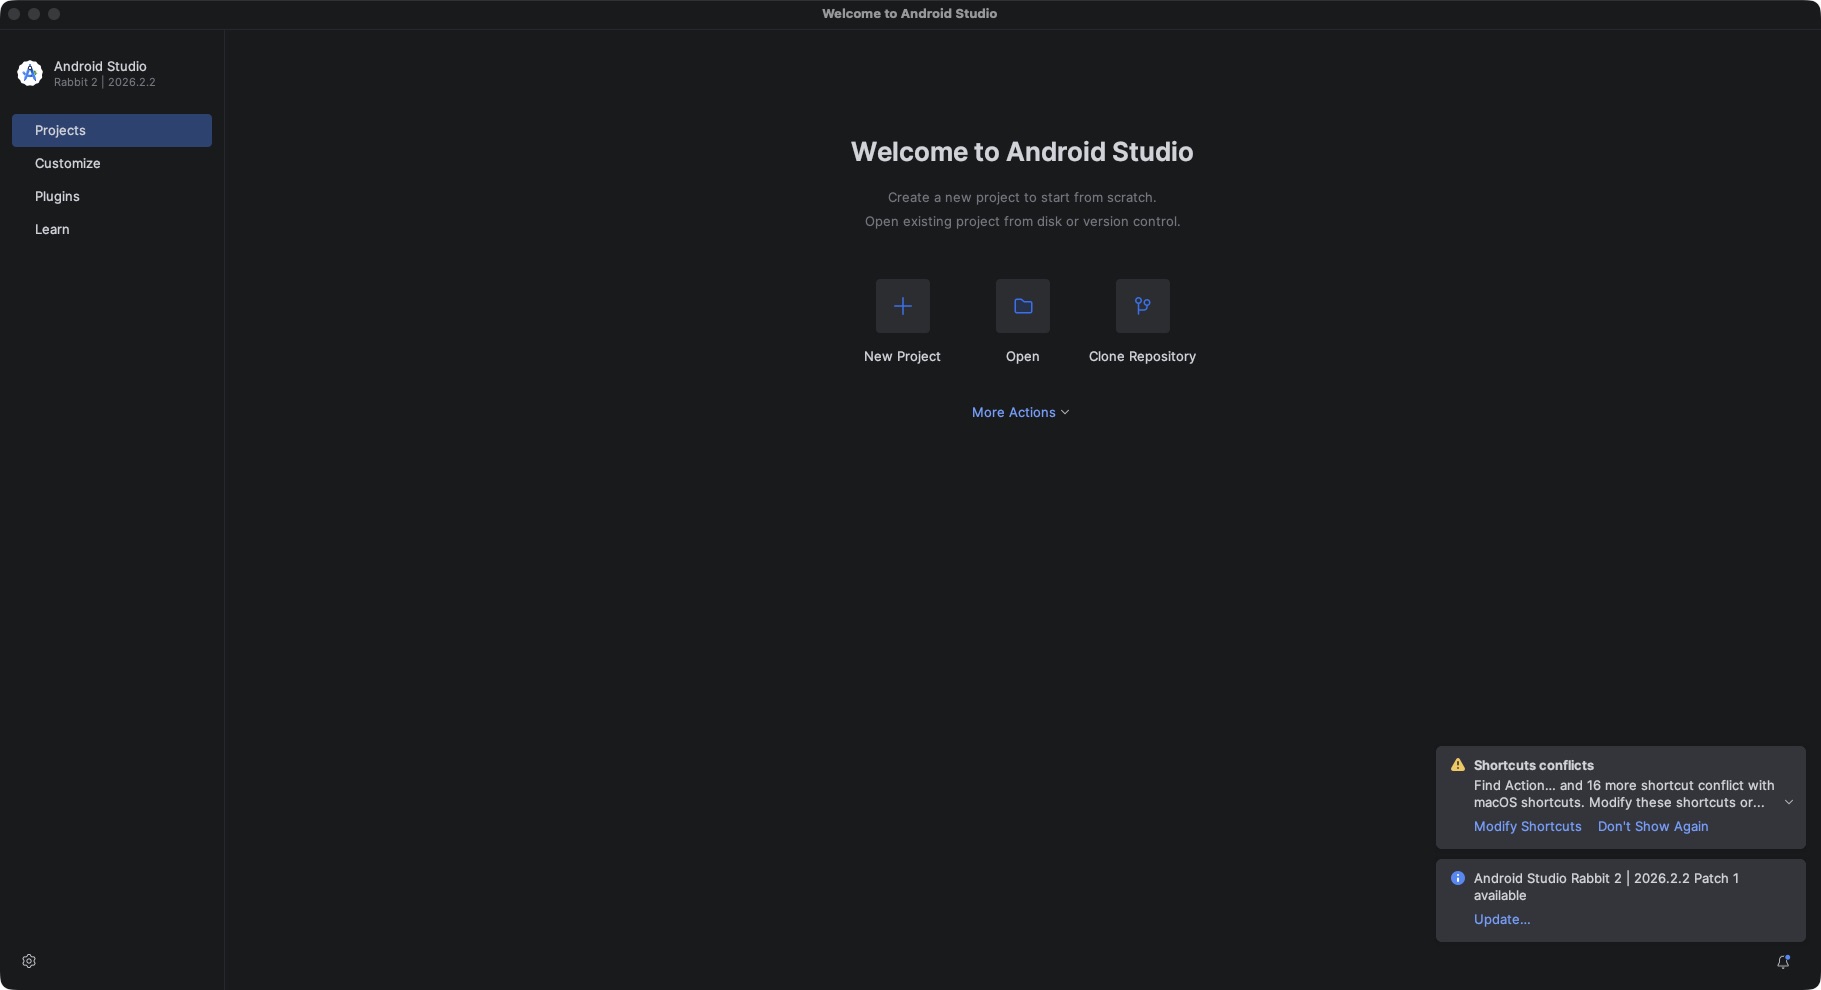 Welcome to Android Studio
Android Studio
Rabbit 2 | 2026.2.2
Projects
Customize
Plugins
Learn
Welcome to Android Studio
Create a new project to start from scratch.
Open existing project from disk or version control.
New Project
Open
Clone Repository
More Actions
Shortcuts conflicts
Find Action... and 16 more shortcut conflict with
macOS shortcuts. Modify these shortcuts or...
Modify Shortcuts Don't Show Again
Android Studio Rabbit 2 | 2026.2.2 Patch 1
available
Update...